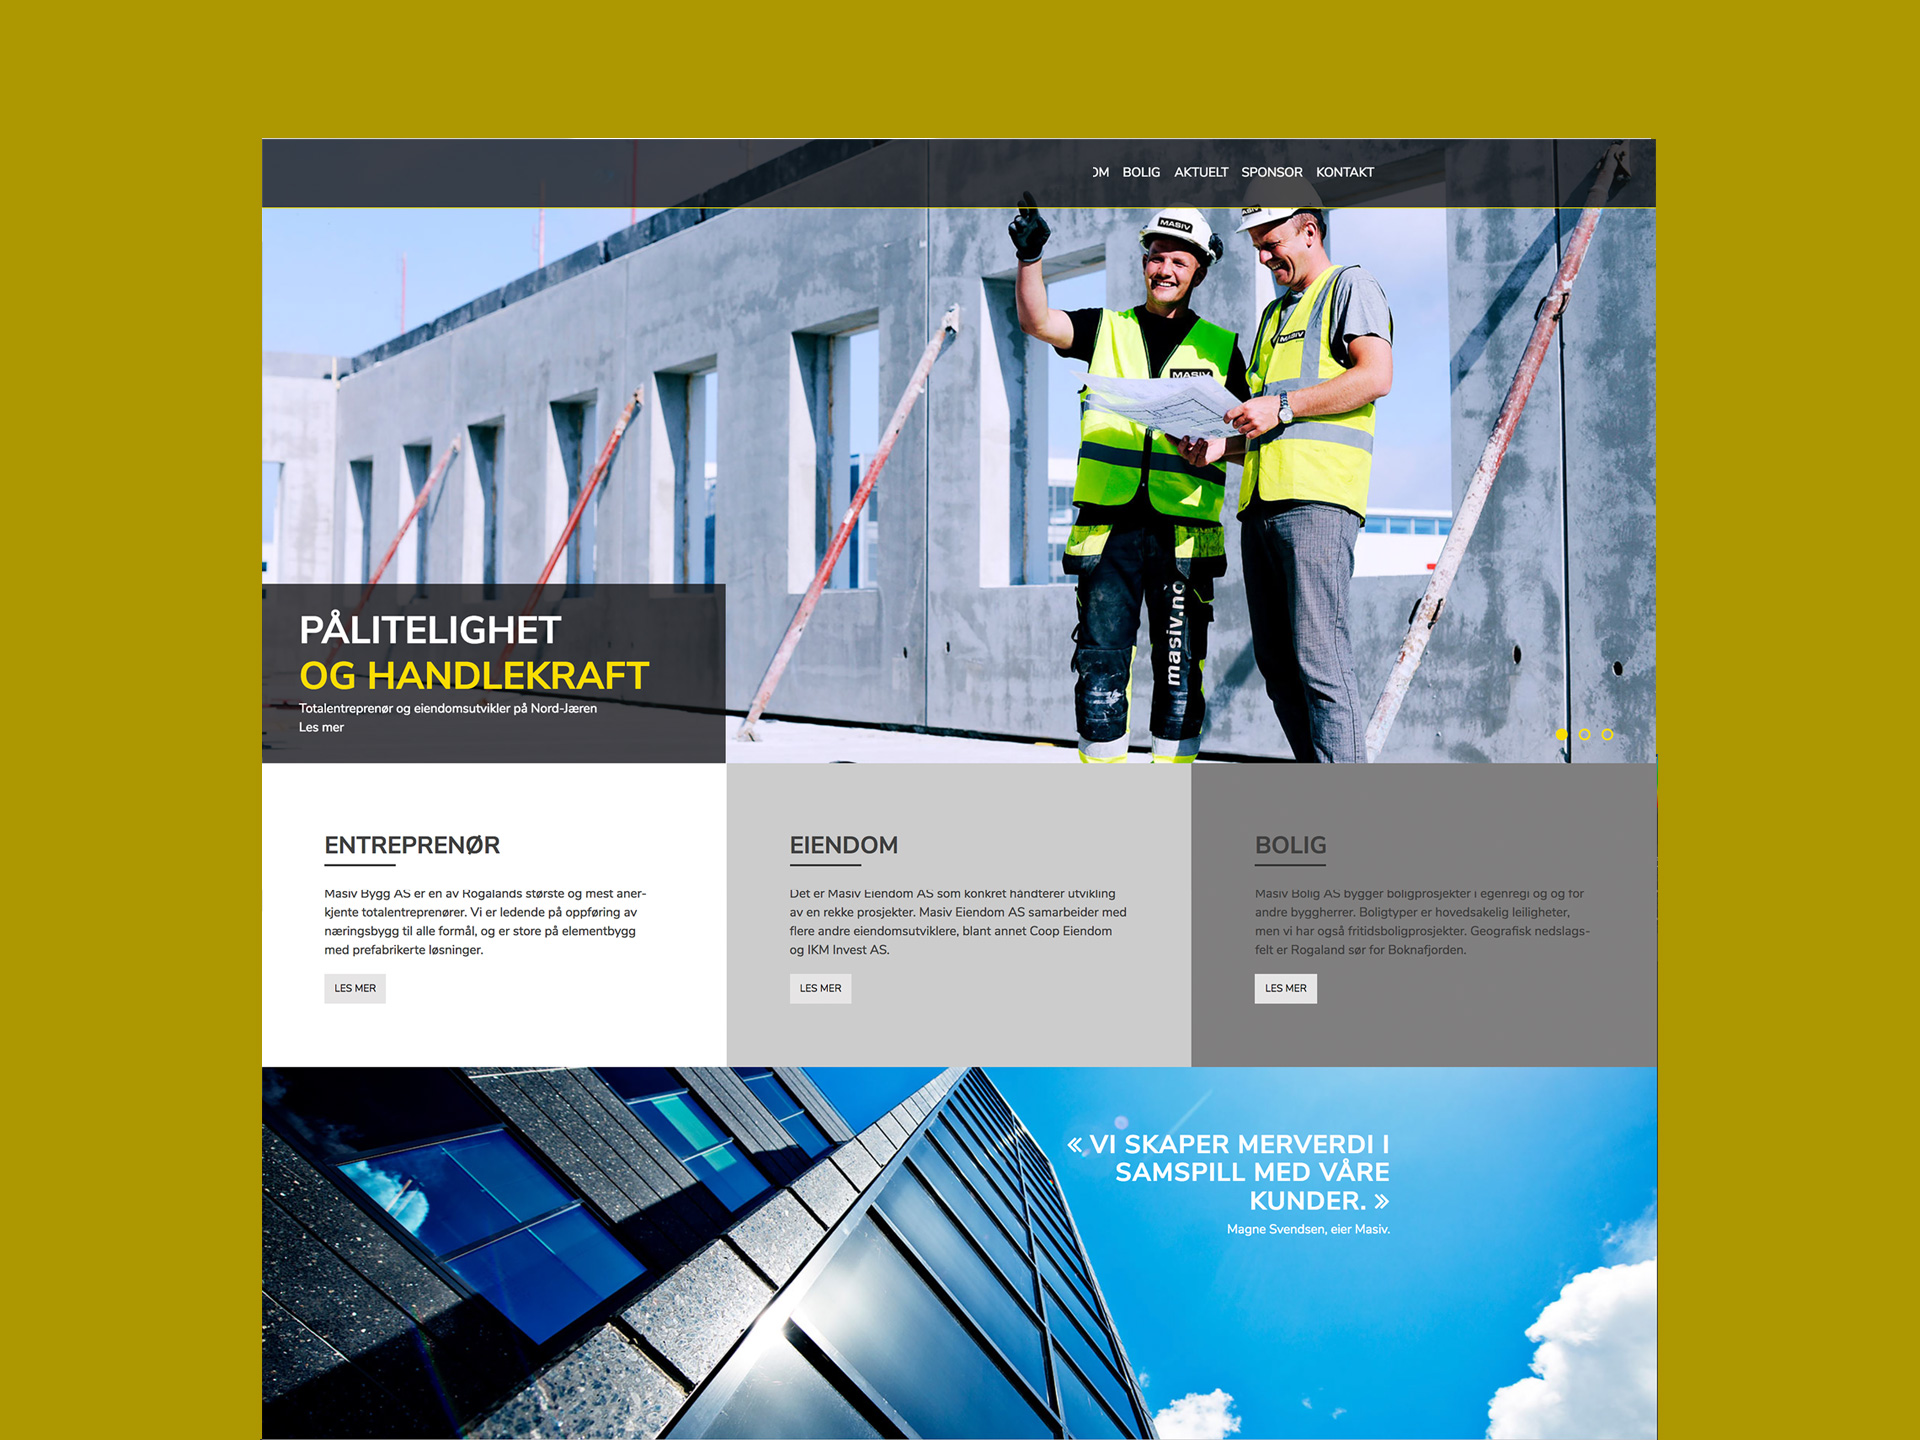 OM BOLIG AKTUELT SPONSOR KONTAKT
MASIV
MASIV
MASIV
MASIV
masiv.no
PÅLITELIGHET
OG HANDLEKRAFT
Totalentreprenør og eiendomsutvikler på Nord-Jæren
Les mer
ENTREPRENØR
Masiv Bygg AS er en av Rogalands største og mest aner-
kjente totalentreprenører. Vi er ledende på oppføring av
næringsbygg til alle formål, og er store på elementbygg
med prefabrikerte løsninger.
LES MER
EIENDOM
Det er Masiv Eiendom AS som konkret håndterer utvikling
av en rekke prosjekter. Masiv Eiendom AS samarbeider med
flere andre eiendomsutviklere, blant annet Coop Eiendom
og IKM Invest AS.
LES MER
BOLIG
Masiv Bolig AS bygger boligprosjekter i egenregi og og for
andre byggherrer. Boligtyper er hovedsakelig leiligheter,
men vi har også fritidsboligprosjekter. Geografisk nedslags-
felt er Rogaland sør for Boknafjorden.
LES MER
« VI SKAPER MERVERDI I
SAMSPILL MED VÅRE
KUNDER. »
Magne Svendsen, eier Masiv.